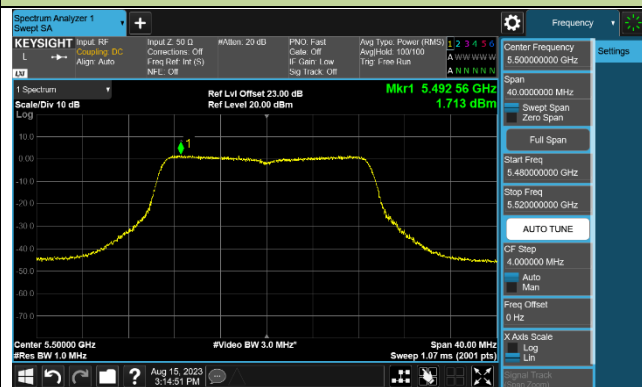 Spectrum Analyzer 1
Swept SA
+
Frequency
KEYSIGHT
Input: RF
Coupling: DC
Align: Auto
Input Z: 50 Ω
Corrections: Off
Freq Ref: Int (S)
NFE: Off
#Atten: 20 dB
PNO: Fast
Gate: Off
IF Gain: Low
Sig Track: Off
Avg Type: Power (RMS)
Avg|Hold: 100/100
Trig: Free Run
1 2 3 4 5 6
A W W W W W
A N N N N N
L
LXI
1 Spectrum
Scale/Div 10 dB
Log
Ref Lvl Offset 23.00 dB
Ref Level 20.00 dBm
Mkr1 5.492 56 GHz
1.713 dBm
1
10.0
0.00
-10.0
-20.0
-30.0
-40.0
-50.0
-60.0
-70.0
Center 5.50000 GHz
#Res BW 1.0 MHz
#Video BW 3.0 MHz*
Span 40.00 MHz
Sweep 1.07 ms (2001 pts)
Center Frequency
5.500000000 GHz
Settings
Span
40.0000000 MHz
Swept Span
Zero Span
Full Span
Start Freq
5.480000000 GHz
Stop Freq
5.520000000 GHz
AUTO TUNE
CF Step
4.000000 MHz
Auto
Man
Freq Offset
0 Hz
X Axis Scale
Log
Lin
Signal Track
(Span Zoom)
?
Aug 15, 2023
3:14:51 PM